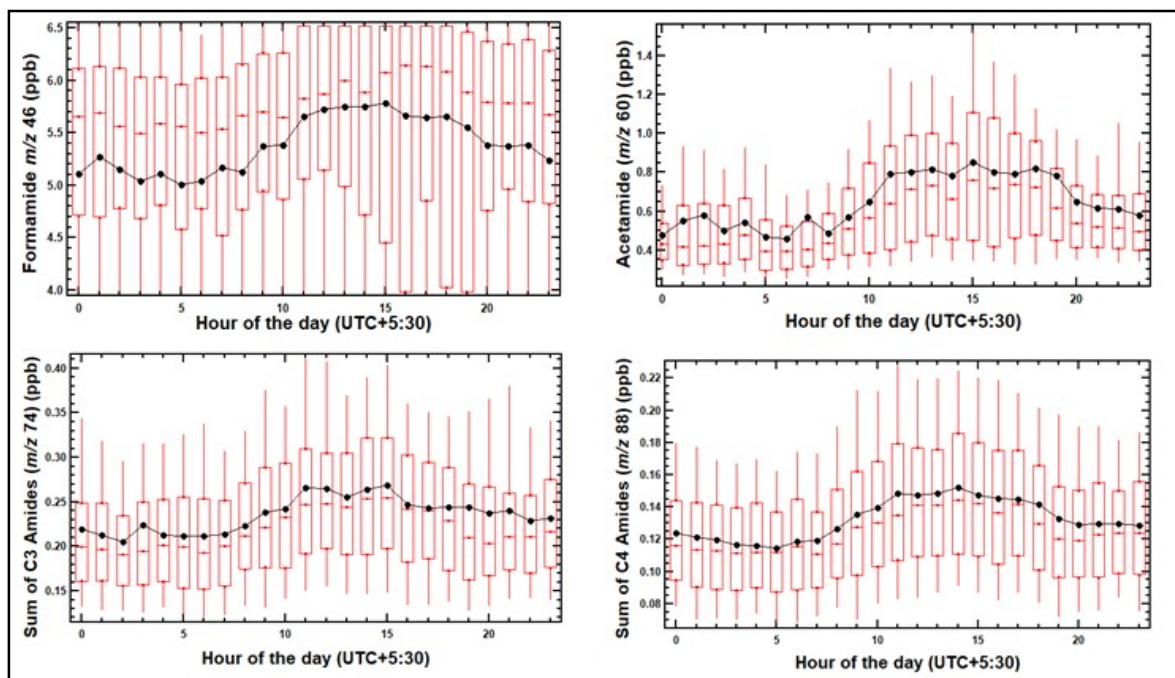 Formamide m/z 46 (ppb)
6.5
6.0
5.5
5.0
4.5
4.0
0 5 10 15 20
Hour of the day (UTC+5:30)
Acetamide (m/z 60) (ppb)
1.4
1.2
1.0
0.8
0.6
0.4
0 5 10 15 20
Hour of the day (UTC+5:30)
Sum of C3 Amides (m/z 74) (ppb)
0.40
0.35
0.30
0.25
0.20
0.15
0 5 10 15 20
Hour of the day (UTC+5:30)
Sum of C4 Amides (m/z 88) (ppb)
0.22
0.20
0.18
0.16
0.14
0.12
0.10
0.08
0 5 10 15 20
Hour of the day (UTC+5:30)